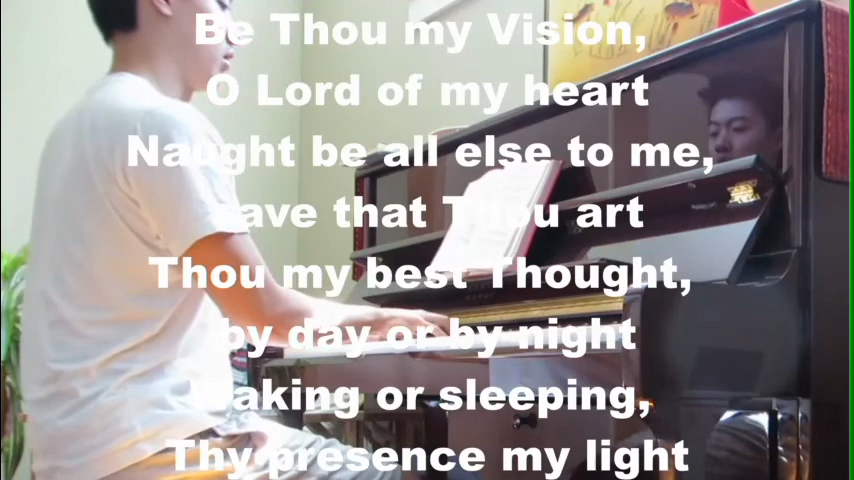 Be Thou my Vision,
O Lord of my heart
Naught be all else to me,
Save that Thou art
Thou my best Thought,
by day or by night
Waking or sleeping,
Thy presence my light